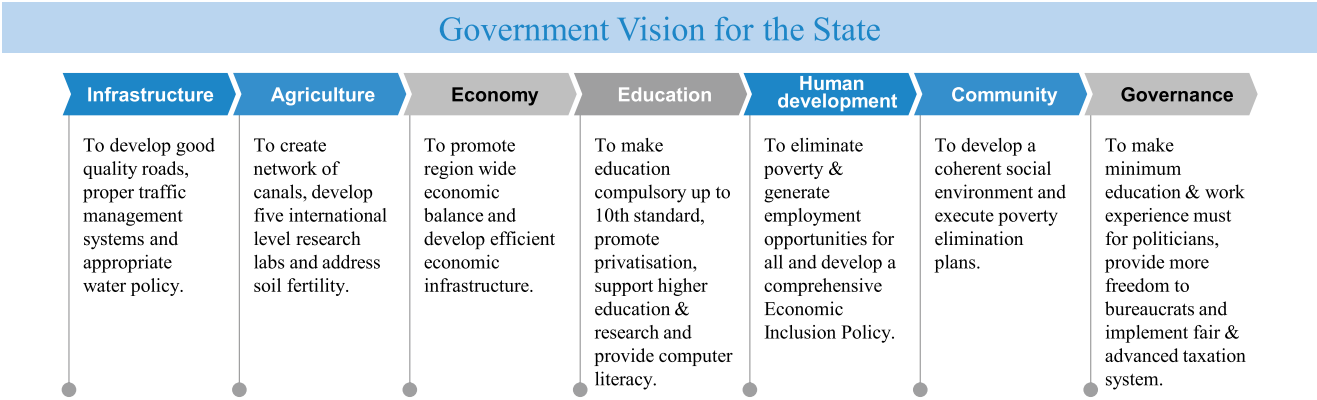 Government Vision for the State
Infrastructure
To develop good
quality roads,
proper traffic
management
systems and
appropriate
water policy.
Agriculture
To create
network of
canals, develop
five international
level research
labs and address
soil fertility.
Economy
To promote
region wide
economic
balance and
develop efficient
economic
infrastructure.
Education
To make
education
compulsory up to
10th standard,
promote
privatisation,
support higher
education &
research and
provide computer
literacy.
Human
development
To eliminate
poverty &
generate
employment
opportunities for
all and develop a
comprehensive
Economic
Inclusion Policy.
Community
To develop a
coherent social
environment and
execute poverty
elimination
plans.
Governance
To make
minimum
education & work
experience must
for politicians,
provide more
freedom to
bureaucrats and
implement fair &
advanced taxation
system.